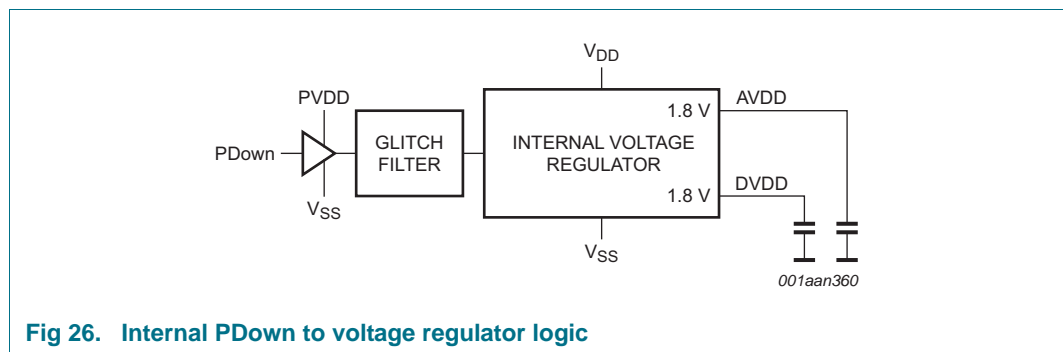 VDD
PVDD
1.8 V
AVDD
PDown
GLITCH
FILTER
INTERNAL VOLTAGE
REGULATOR
1.8 V
DVDD
VSS
VSS
001aan360
Fig 26. Internal PDown to voltage regulator logic